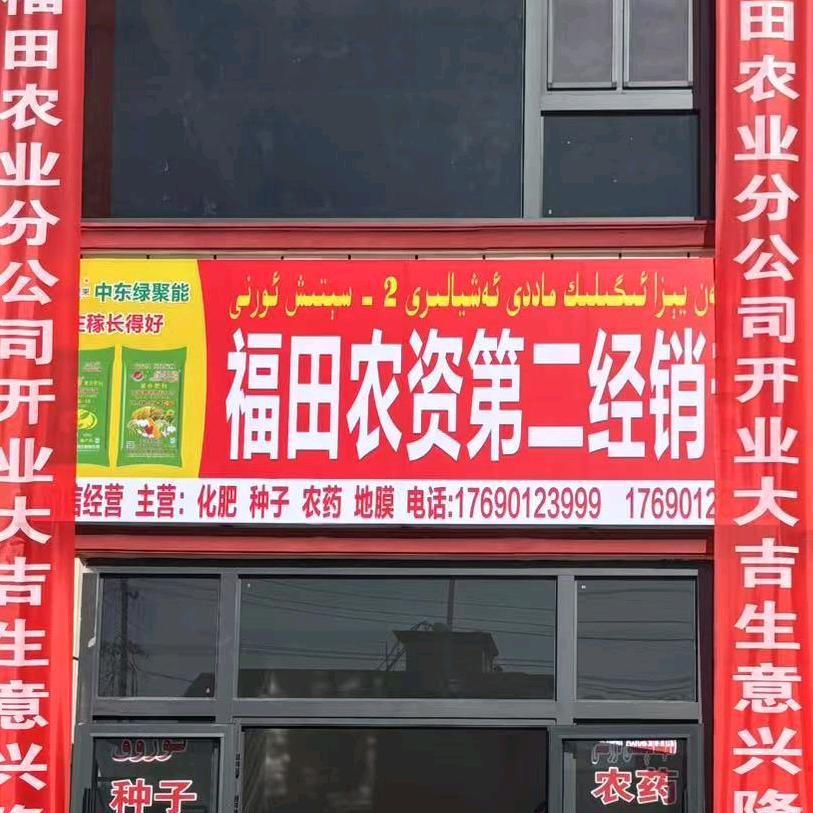 福田农业分公司开业大吉生意兴隆
中东绿聚能
庄稼长得好
يېزا ئىگىلىك ماددى ئەشيالىرى 2 - سېتىش ئورنى
福田农资第二经销
信经营 主营：化肥 种子 农药 地膜 电话:17690123999 1769012
田农业分公司开业大吉生意兴隆
种子
农药